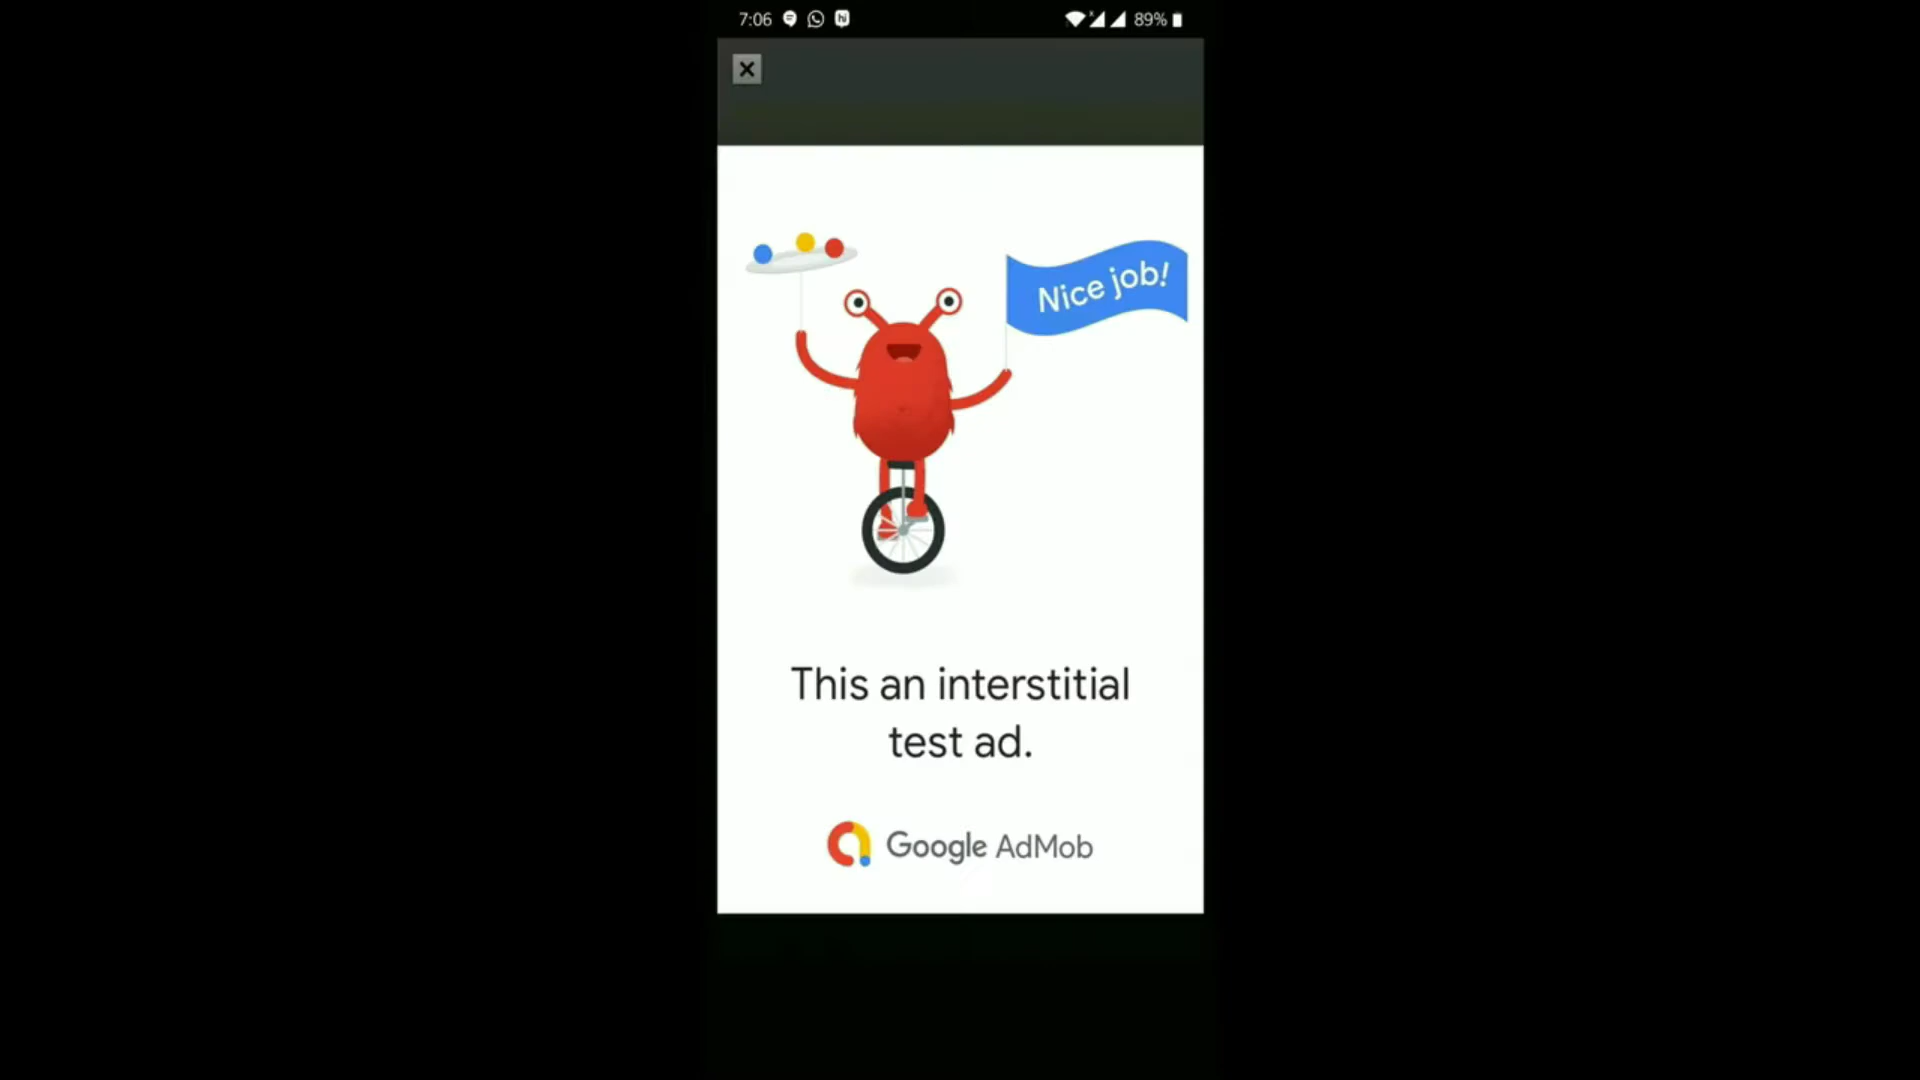 7:06 89%
Nice job!
This an interstitial
test ad.
Google AdMob